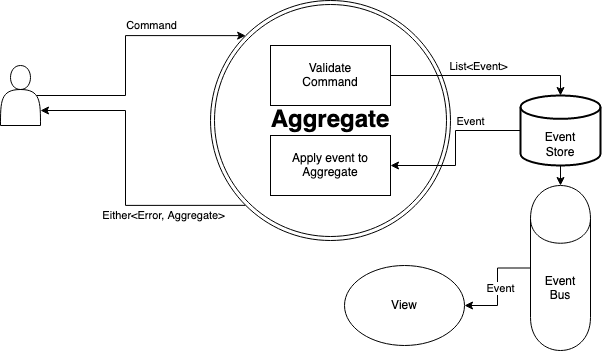 Command
Validate
Command
List<Event>
Aggregate
Event
Event
Store
Apply event to
Aggregate
Either<Error, Aggregate>
Event
Bus
Event
View